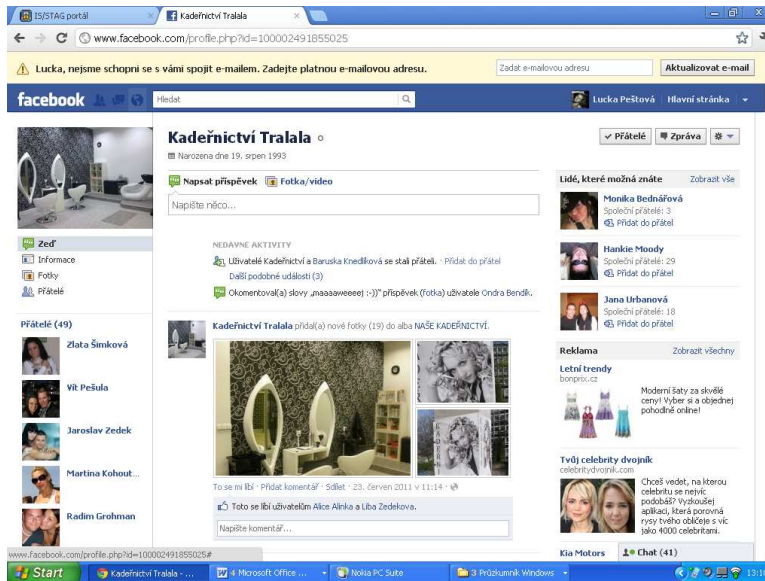 IS/STAG portál
Kadeřnictví Tralala
www.facebook.com/profile.php?id=100002491855025
Lucka, nejsme schopni se s vámi spojit e-mailem. Zadejte platnou e-mailovou adresu.
Zadat e-mailovou adresu
Aktualizovat e-mail
facebook
Hledat
Lucka Peštová
Hlavní stránka
Kadeřnictví Tralala
Narozena dne 19. srpen 1993
Přátelé
Zpráva
Napsat příspěvek
Fotka/video
Napište něco...
Zeď
Informace
Fotky
Přátelé
Přátelé (49)
Zlata Šimková
Vít Pešula
Jaroslav Zedek
Martina Kohout...
Radim Grohman
NEDÁVNÉ AKTIVITY
Uživatelé Kadeřnictví a Baruska Knedlíková se stali přáteli. · Přidat do přátel
Další podobné události (3)
Okomentoval(a) slovy „maaaaweeeej :-))" příspěvek (fotka) uživatele Ondra Bendík.
Kadeřnictví Tralala přidal(a) nové fotky (19) do alba NAŠE KADEŘNICTVÍ.
To se mi líbí · Přidat komentář · Sdílet · 23. červen 2011 v 11:14 ·
Toto se líbí uživatelům Alice Alinka a Liba Zedekova.
Napište komentář...
Lidé, které možná znáte
Zobrazit vše
Monika Bednářová
Společní přátelé: 3
Přidat do přátel
Hankie Moody
Společní přátelé: 29
Přidat do přátel
Jana Urbanová
Společní přátelé: 18
Přidat do přátel
Reklama
Zobrazit všechny
Letní trendy
bonprix.cz
Moderní šaty za skvělé
ceny! Vyber si a objednej
pohodlně online!
Tvůj celebrity dvojník
celebritydvojnik.com
Chceš vedet, na kterou
celebritu se nejvíc
podobáš? Vyzkoušej
aplikaci, která porovná
rysy tvého obličeje s víc
jako 4000 celebritami.
Kia Motors
Chat (41)
www.facebook.com/profile.php?id=100002491855025#
Start
Kadeřnictví Tralala - ...
4 Microsoft Office ...
Nokia PC Suite
3 Průzkumník Windows